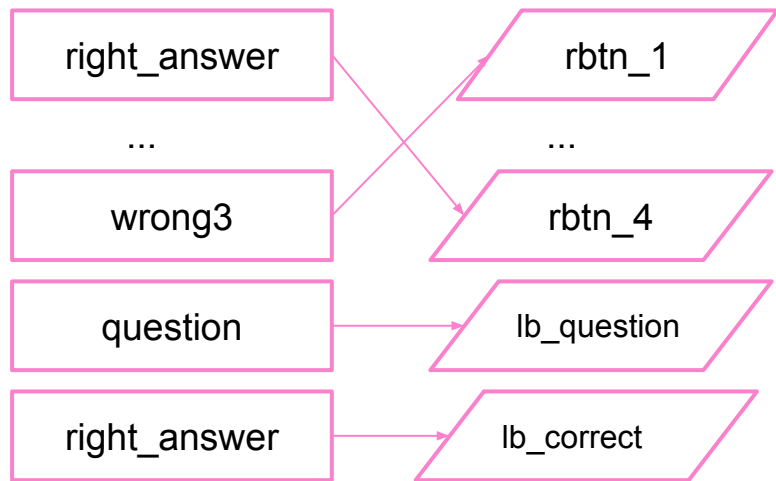 right_answer
rbtn_1
...
...
wrong3
rbtn_4
question
lb_question
right_answer
lb_correct